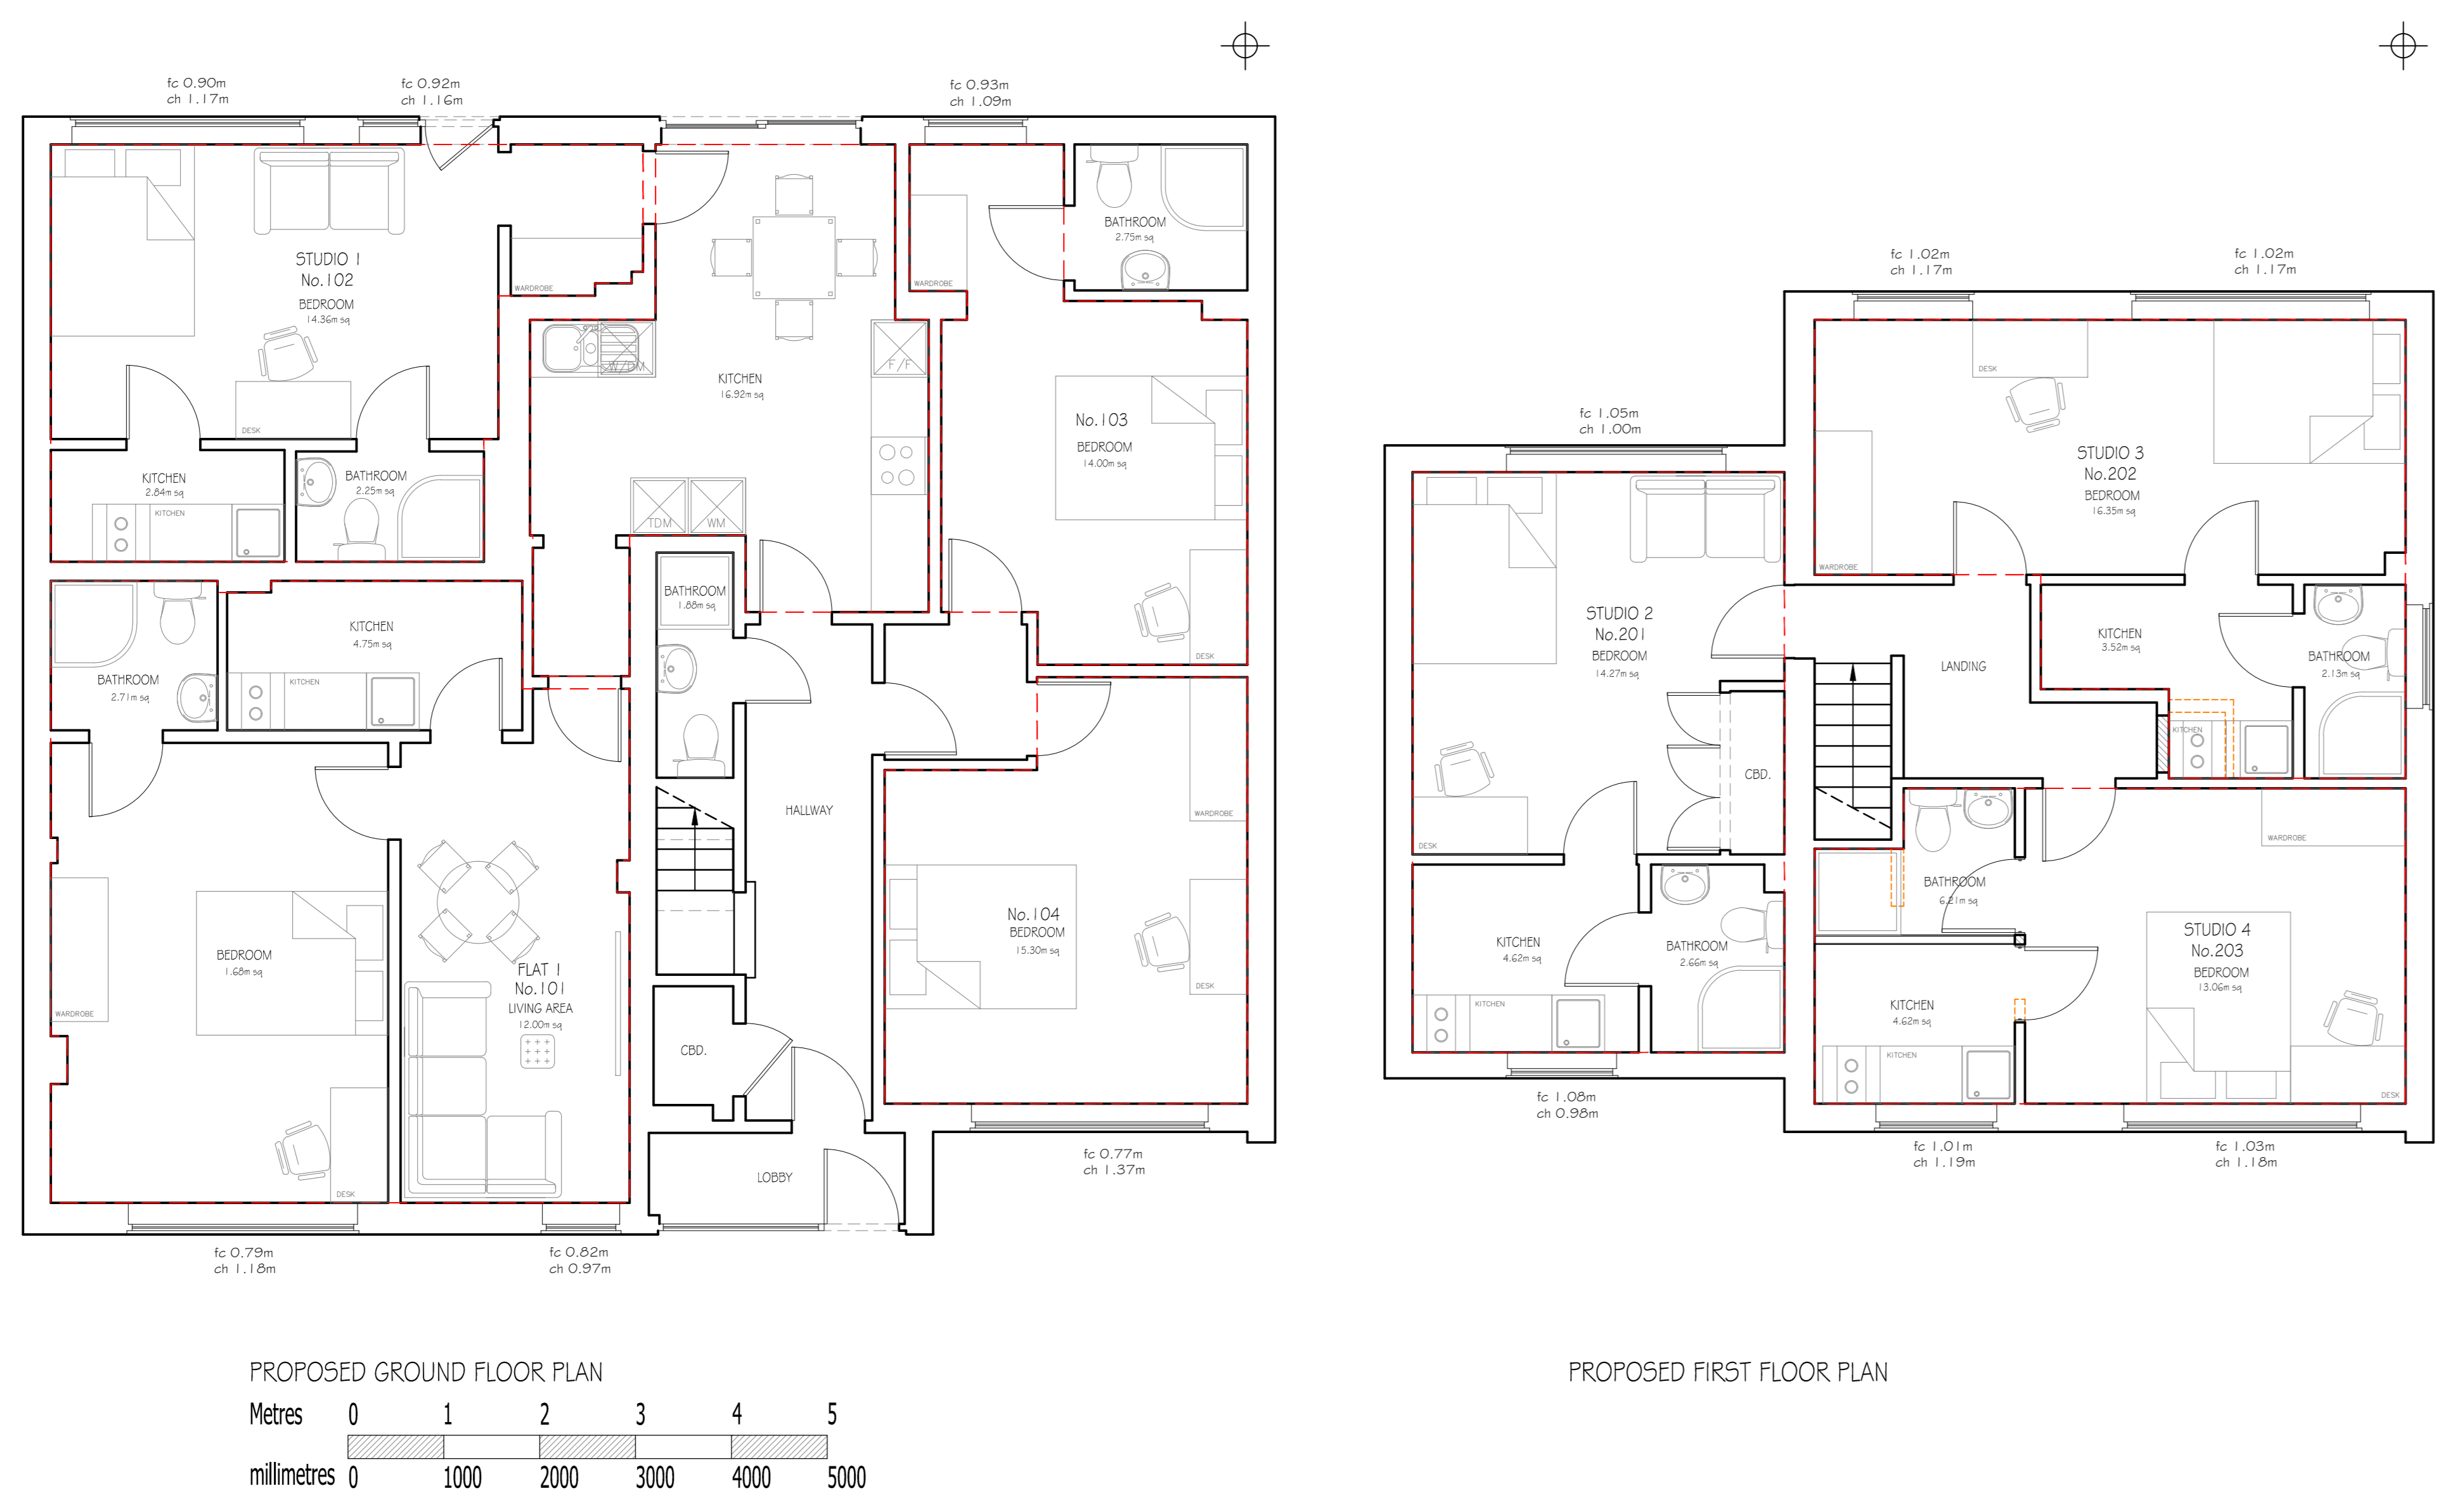 fc 0.90m
ch 1.17m
fc 0.92m
ch 1.16m
fc 0.93m
ch 1.09m
STUDIO 1
No.102
BEDROOM
14.36m sq
WARDROBE
DESK
KITCHEN
2.84m sq
KITCHEN
BATHROOM
2.25m sq
W/DM
KITCHEN
16.92m sq
F/F
TDM
WM
WARDROBE
BATHROOM
2.75m sq
No.103
BEDROOM
14.00m sq
DESK
BATHROOM
2.71m sq
KITCHEN
4.75m sq
KITCHEN
BATHROOM
1.88m sq
HALLWAY
WARDROBE
BEDROOM
1.68m sq
WARDROBE
DESK
FLAT 1
No.101
LIVING AREA
12.00m sq
CBD.
LOBBY
No.104
BEDROOM
15.30m sq
DESK
fc 0.77m
ch 1.37m
fc 0.79m
ch 1.18m
fc 0.82m
ch 0.97m
PROPOSED GROUND FLOOR PLAN
Metres 0 1 2 3 4 5
millimetres 0 1000 2000 3000 4000 5000
fc 1.02m
ch 1.17m
fc 1.02m
ch 1.17m
fc 1.05m
ch 1.00m
DESK
STUDIO 3
No.202
BEDROOM
16.35m sq
WARDROBE
STUDIO 2
No.201
BEDROOM
14.27m sq
CBD.
DESK
LANDING
KITCHEN
3.52m sq
KITCHEN
BATHROOM
2.13m sq
WARDROBE
BATHROOM
6.21m sq
STUDIO 4
No.203
BEDROOM
13.06m sq
DESK
KITCHEN
4.62m sq
KITCHEN
BATHROOM
2.66m sq
KITCHEN
4.62m sq
KITCHEN
fc 1.08m
ch 0.98m
fc 1.01m
ch 1.19m
fc 1.03m
ch 1.18m
PROPOSED FIRST FLOOR PLAN